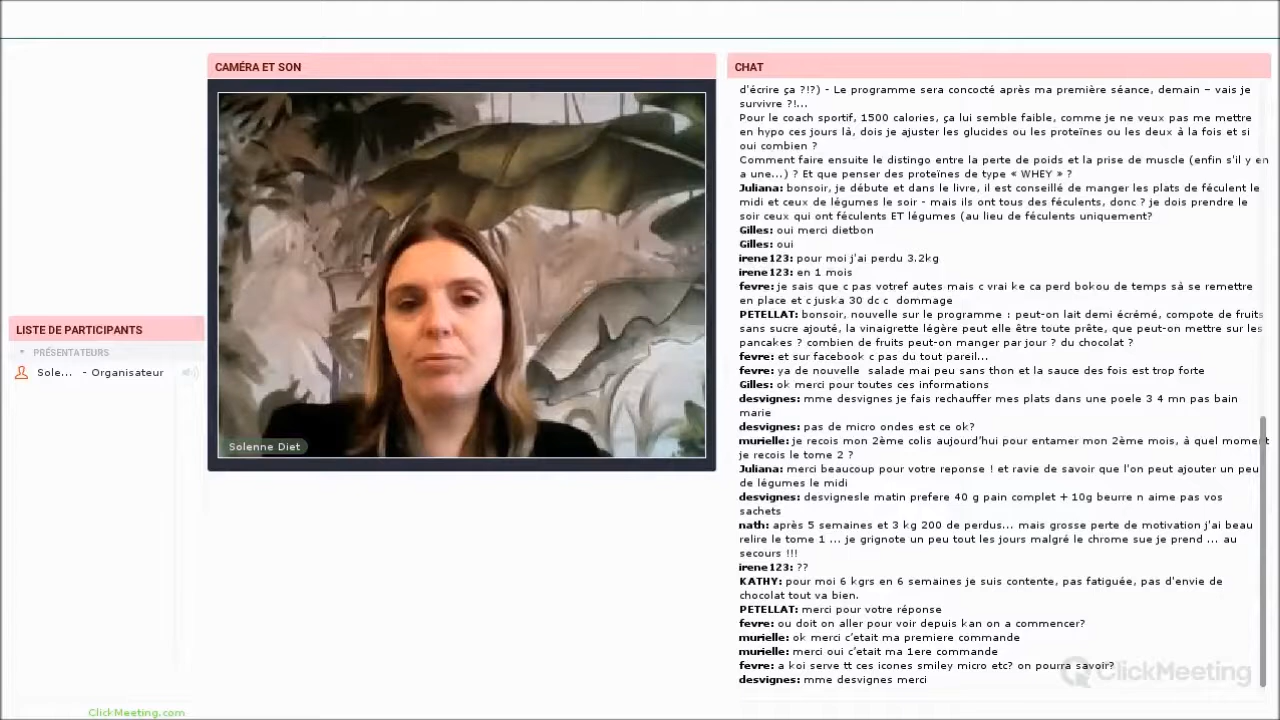 CAMÉRA ET SON
Solenne Diet
LISTE DE PARTICIPANTS
PRÉSENTATEURS
Sole... - Organisateur
ClickMeeting.com
CHAT
d'écrire ça ?!?) - Le programme sera concocté après ma première séance, demain – vais je
survivre ?!...
Pour le coach sportif, 1500 calories, ça lui semble faible, comme je ne veux pas me mettre
en hypo ces jours là, dois je ajuster les glucides ou les proteïnes ou les deux à la fois et si
oui combien ?
Comment faire ensuite le distingo entre la perte de poids et la prise de muscle (enfin s'il y en
a une...) ? Et que penser des proteïnes de type « WHEY » ?
Juliana: bonsoir, je débute et dans le livre, il est conseillé de manger les plats de féculent le
midi et ceux de légumes le soir - mais ils ont tous des féculents, donc ? je dois prendre le
soir ceux qui ont féculents ET légumes (au lieu de féculents uniquement?
Gilles: oui merci dietbon
Gilles: oui
irene123: pour moi j'ai perdu 3.2kg
irene123: en 1 mois
fevre: je sais que c pas votref autes mais c vrai ke ca perd bokou de temps sà se remettre
en place et c juska 30 dc c dommage
PETELLAT: bonsoir, nouvelle sur le programme : peut-on lait demi écrémé, compote de fruits
sans sucre ajouté, la vinaigrette légère peut elle être toute prête, que peut-on mettre sur les
pancakes ? combien de fruits peut-on manger par jour ? du chocolat ?
fevre: et sur facebook c pas du tout pareil...
fevre: ya de nouvelle salade mai peu sans thon et la sauce des fois est trop forte
Gilles: ok merci pour toutes ces informations
desvignes: mme desvignes je fais rechauffer mes plats dans une poele 3 4 mn pas bain
marie
desvignes: pas de micro ondes est ce ok?
murielle: je recois mon 2ème colis aujourd'hui pour entamer mon 2ème mois, à quel moment
je recois le tome 2 ?
Juliana: merci beaucoup pour votre reponse ! et ravie de savoir que l'on peut ajouter un peu
de légumes le midi
desvignes: desvignesle matin prefere 40 g pain complet + 10g beurre n aime pas vos
sachets
nath: après 5 semaines et 3 kg 200 de perdus... mais grosse perte de motivation j'ai beau
relire le tome 1 ... je grignote un peu tout les jours malgré le chrome sue je prend ... au
secours !!!
irene123: ??
KATHY: pour moi 6 kgrs en 6 semaines je suis contente, pas fatiguée, pas d'envie de
chocolat tout va bien.
PETELLAT: merci pour votre réponse
fevre: ou doit on aller pour voir depuis kan on a commencer?
murielle: ok merci c'etait ma premiere commande
murielle: merci oui c'etait ma 1ere commande
fevre: a koi serve tt ces icones smiley micro etc? on pourra savoir?
desvignes: mme desvignes merci
ClickMeeting